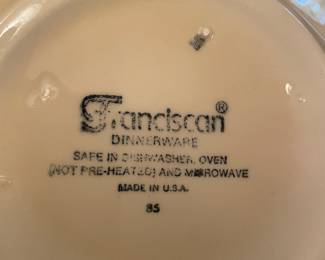 Franciscan®
DINNERWARE
SAFE IN DISHWASHER, OVEN
(NOT PRE-HEATED) AND MICROWAVE
MADE IN U.S.A.
85